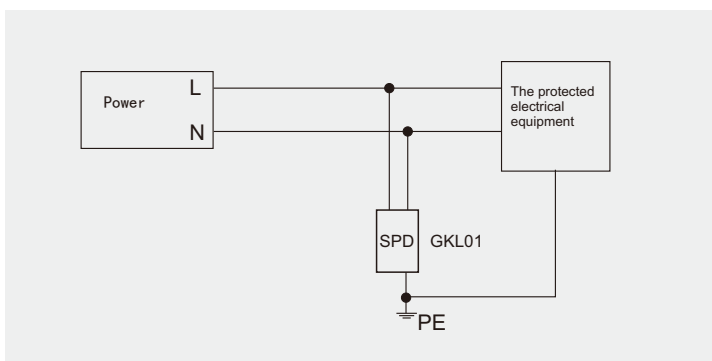 Power
L
N
The protected
electrical
equipment
SPD
GKL01
PE